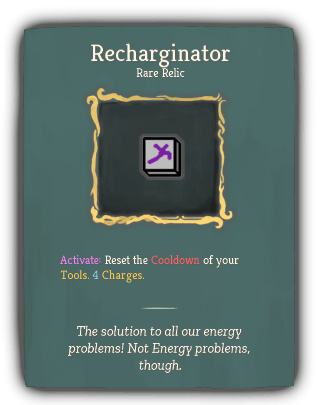 Recharginator
Rare Relic
Activate: Reset the Cooldown of your
Tools. 4 Charges.
The solution to all our energy
problems! Not Energy problems,
though.